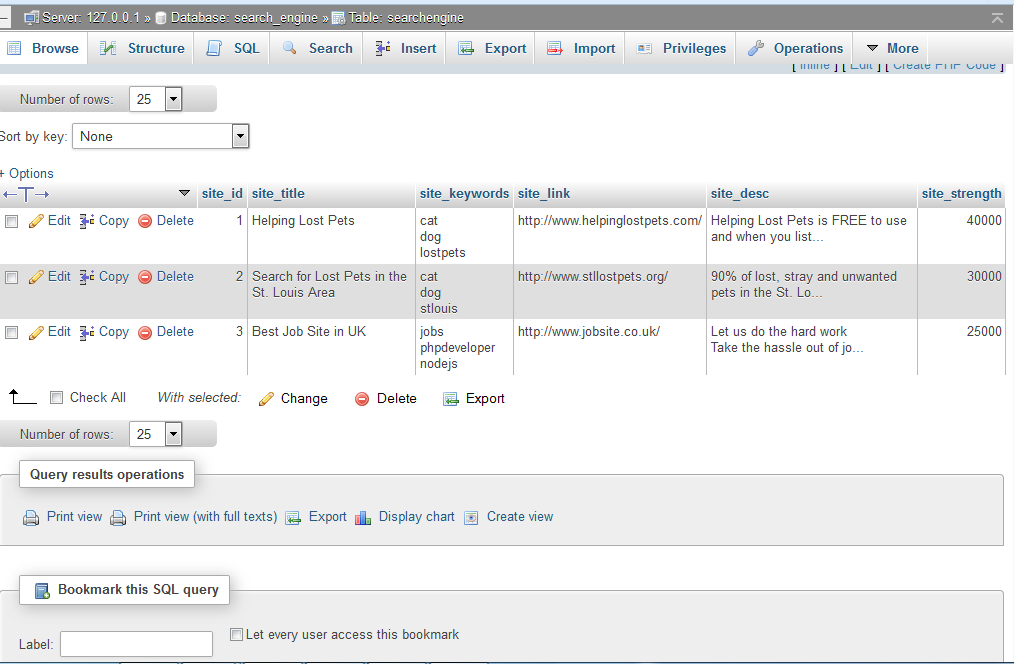 Server: 127.0.0.1 » Database: search_engine » Table: searchengine
Browse Structure SQL Search Insert Export Import Privileges Operations More
[ Inline ] [ Edit ] [ Create PHP Code ]
Number of rows: 25
Sort by key: None
+ Options
←T→ site_id site_title site_keywords site_link site_desc site_strength
Edit Copy Delete 1 Helping Lost Pets cat http://www.helpinglostpets.com/ Helping Lost Pets is FREE to use 40000
dog and when you list...
lostpets
Edit Copy Delete 2 Search for Lost Pets in the cat http://www.stllostpets.org/ 90% of lost, stray and unwanted 30000
St. Louis Area dog pets in the St. Lo...
stlouis
Edit Copy Delete 3 Best Job Site in UK jobs http://www.jobsite.co.uk/ Let us do the hard work 25000
phpdeveloper Take the hassle out of jo...
nodejs
Check All With selected: Change Delete Export
Number of rows: 25
Query results operations
Print view Print view (with full texts) Export Display chart Create view
Bookmark this SQL query
Label: Let every user access this bookmark